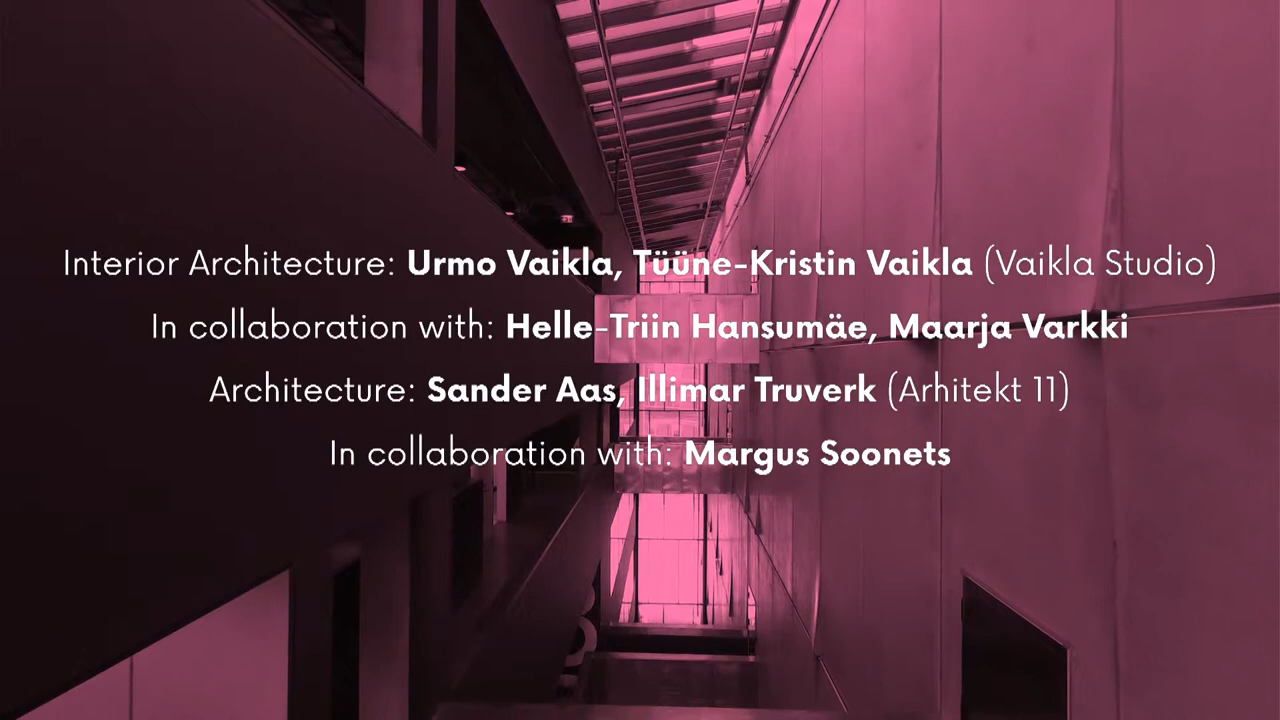 Interior Architecture: Urmo Vaikla, Tüüne-Kristin Vaikla (Vaikla Studio)
In collaboration with: Helle-Triin Hansumäe, Maarja Varkki
Architecture: Sander Aas, Illimar Truverk (Arhitekt 11)
In collaboration with: Margus Soonets